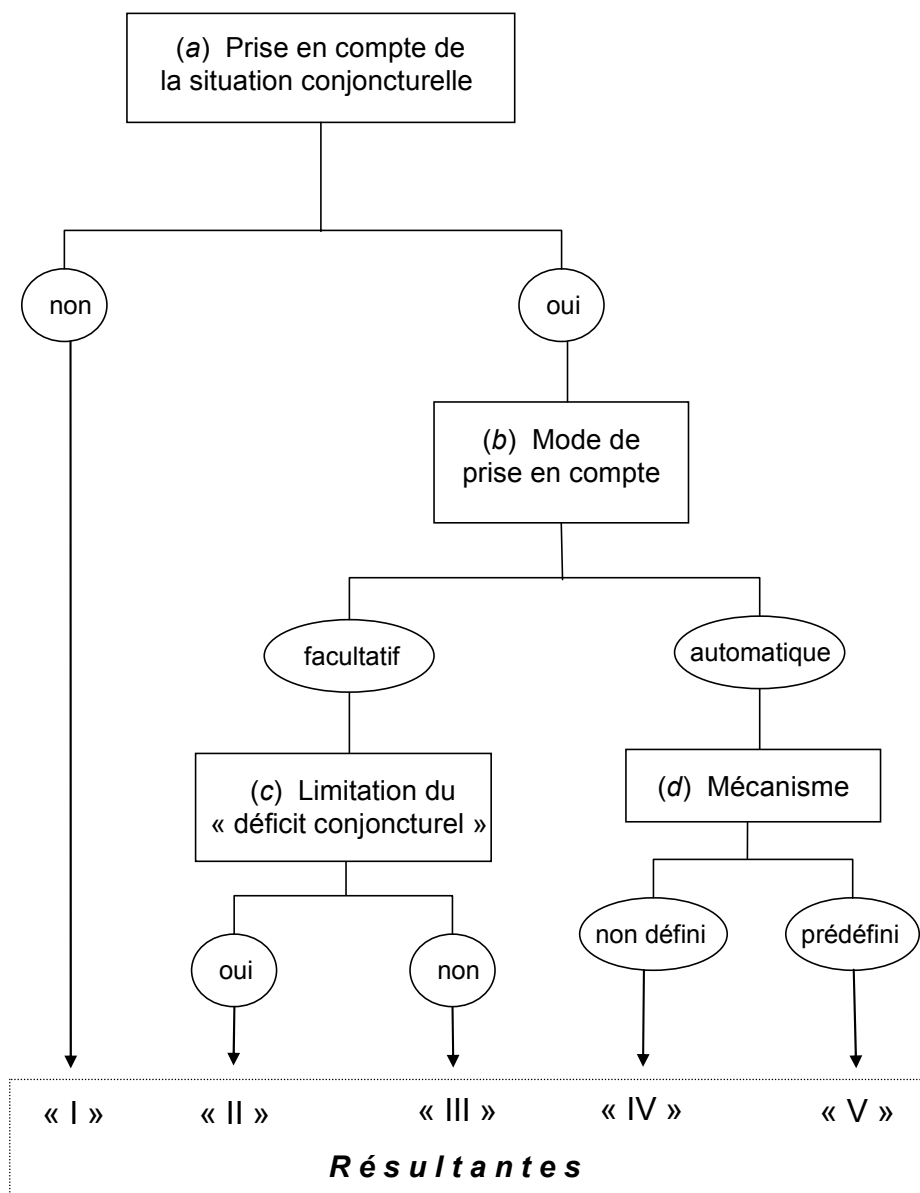 (a) Prise en compte de
la situation conjoncturelle
non
oui
(b) Mode de
prise en compte
facultatif
automatique
(c) Limitation du
« déficit conjoncturel »
(d) Mécanisme
oui
non
non défini
prédéfini
« I »
« II »
« III »
« IV »
« V »
Résultantes